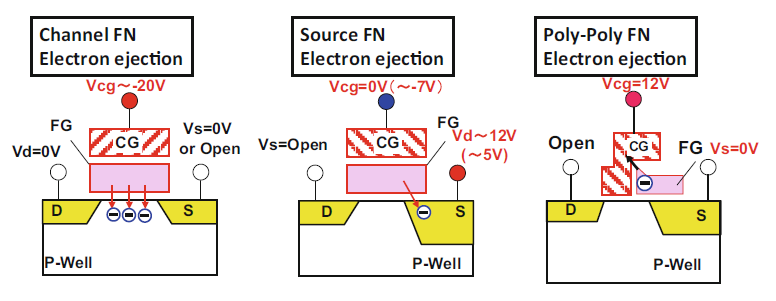 Channel FN
Electron ejection
Vcg～-20V
FG
CG
Vs=0V
or Open
Vd=0V
D
S
P-Well
Source FN
Electron ejection
Vcg=0V(～-7V)
FG
Vd～12V
(～5V)
Vs=Open
CG
D
S
P-Well
Poly-Poly FN
Electron ejection
Vcg=12V
Open
CG
FG
Vs=0V
D
S
P-Well